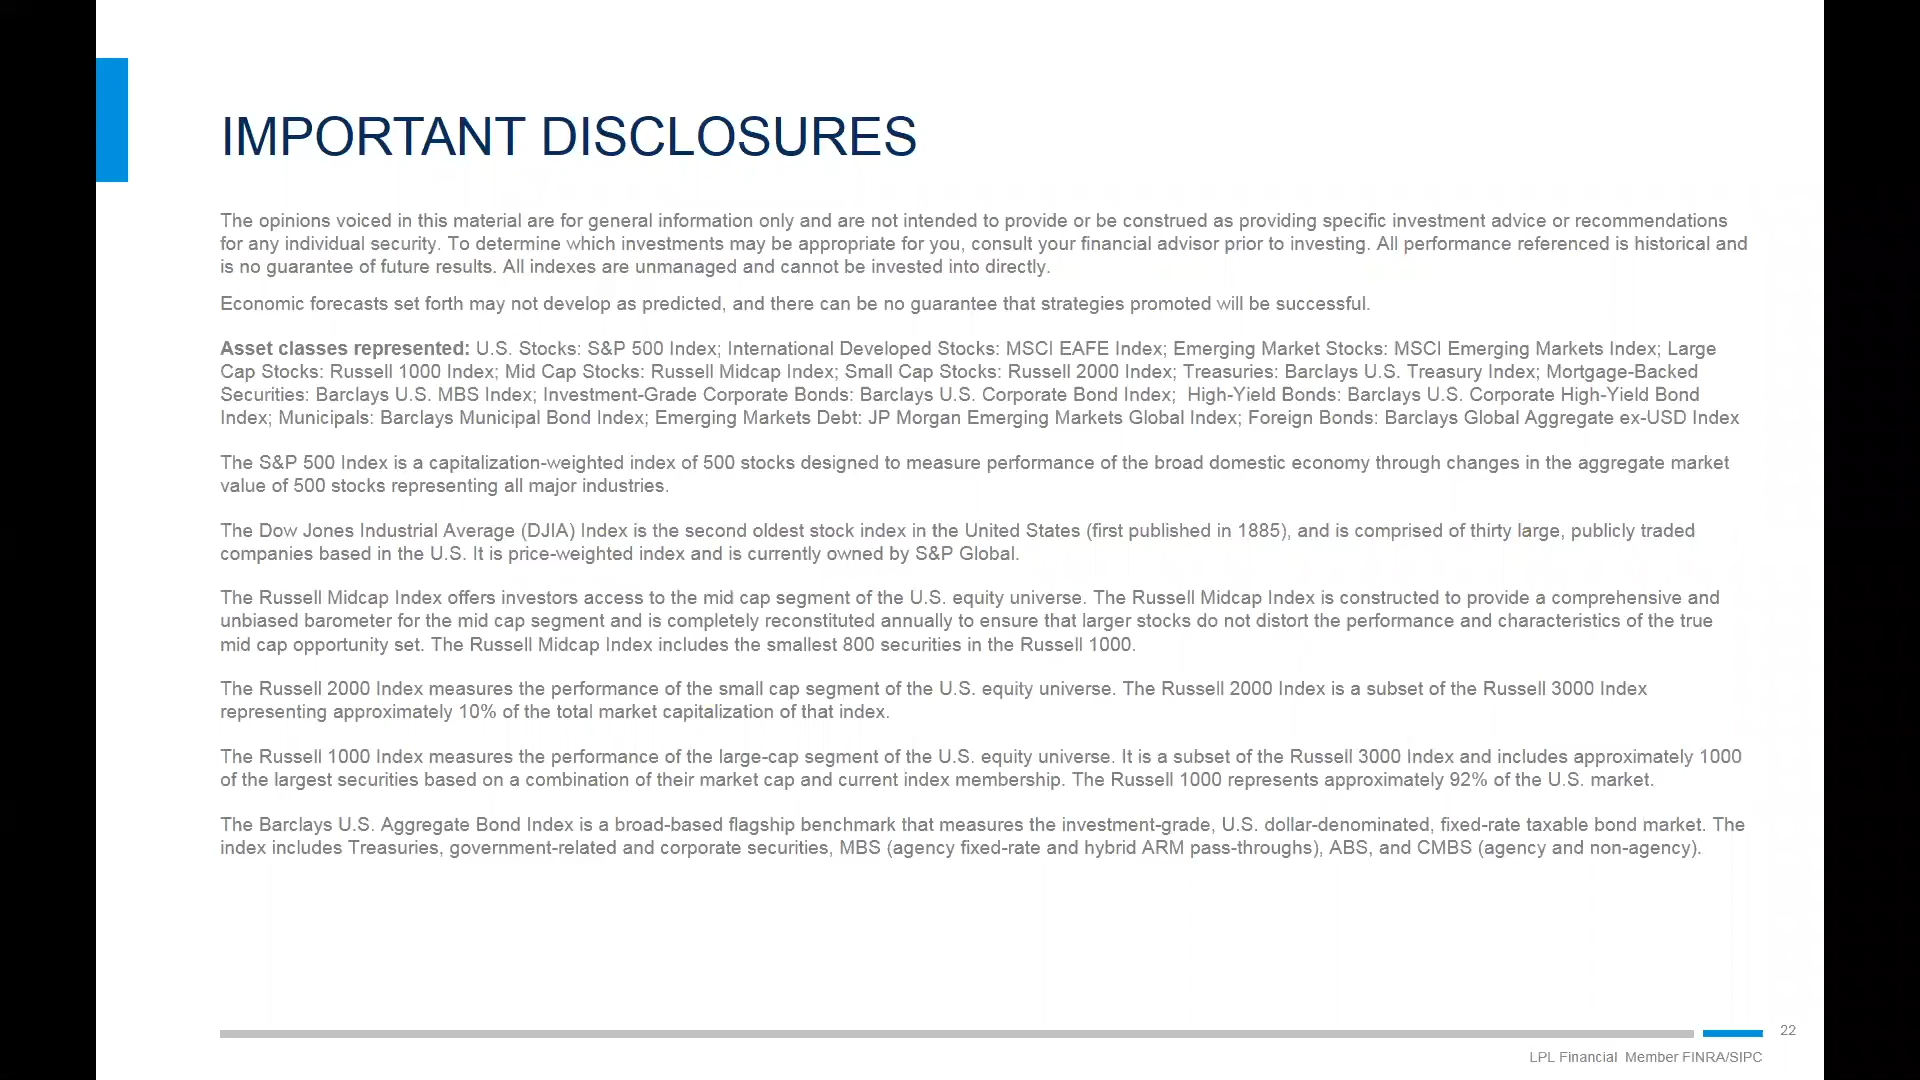 IMPORTANT DISCLOSURES
The opinions voiced in this material are for general information only and are not intended to provide or be construed as providing specific investment advice or recommendations
for any individual security. To determine which investments may be appropriate for you, consult your financial advisor prior to investing. All performance referenced is historical and
is no guarantee of future results. All indexes are unmanaged and cannot be invested into directly.
Economic forecasts set forth may not develop as predicted, and there can be no guarantee that strategies promoted will be successful.
Asset classes represented: U.S. Stocks: S&P 500 Index; International Developed Stocks: MSCI EAFE Index; Emerging Market Stocks: MSCI Emerging Markets Index; Large
Cap Stocks: Russell 1000 Index; Mid Cap Stocks: Russell Midcap Index; Small Cap Stocks: Russell 2000 Index; Treasuries: Barclays U.S. Treasury Index; Mortgage-Backed
Securities: Barclays U.S. MBS Index; Investment-Grade Corporate Bonds: Barclays U.S. Corporate Bond Index;  High-Yield Bonds: Barclays U.S. Corporate High-Yield Bond
Index; Municipals: Barclays Municipal Bond Index; Emerging Markets Debt: JP Morgan Emerging Markets Global Index; Foreign Bonds: Barclays Global Aggregate ex-USD Index
The S&P 500 Index is a capitalization-weighted index of 500 stocks designed to measure performance of the broad domestic economy through changes in the aggregate market
value of 500 stocks representing all major industries.
The Dow Jones Industrial Average (DJIA) Index is the second oldest stock index in the United States (first published in 1885), and is comprised of thirty large, publicly traded
companies based in the U.S. It is price-weighted index and is currently owned by S&P Global.
The Russell Midcap Index offers investors access to the mid cap segment of the U.S. equity universe. The Russell Midcap Index is constructed to provide a comprehensive and
unbiased barometer for the mid cap segment and is completely reconstituted annually to ensure that larger stocks do not distort the performance and characteristics of the true
mid cap opportunity set. The Russell Midcap Index includes the smallest 800 securities in the Russell 1000.
The Russell 2000 Index measures the performance of the small cap segment of the U.S. equity universe. The Russell 2000 Index is a subset of the Russell 3000 Index
representing approximately 10% of the total market capitalization of that index.
The Russell 1000 Index measures the performance of the large-cap segment of the U.S. equity universe. It is a subset of the Russell 3000 Index and includes approximately 1000
of the largest securities based on a combination of their market cap and current index membership. The Russell 1000 represents approximately 92% of the U.S. market.
The Barclays U.S. Aggregate Bond Index is a broad-based flagship benchmark that measures the investment-grade, U.S. dollar-denominated, fixed-rate taxable bond market. The
index includes Treasuries, government-related and corporate securities, MBS (agency fixed-rate and hybrid ARM pass-throughs), ABS, and CMBS (agency and non-agency).
22
LPL Financial  Member FINRA/SIPC